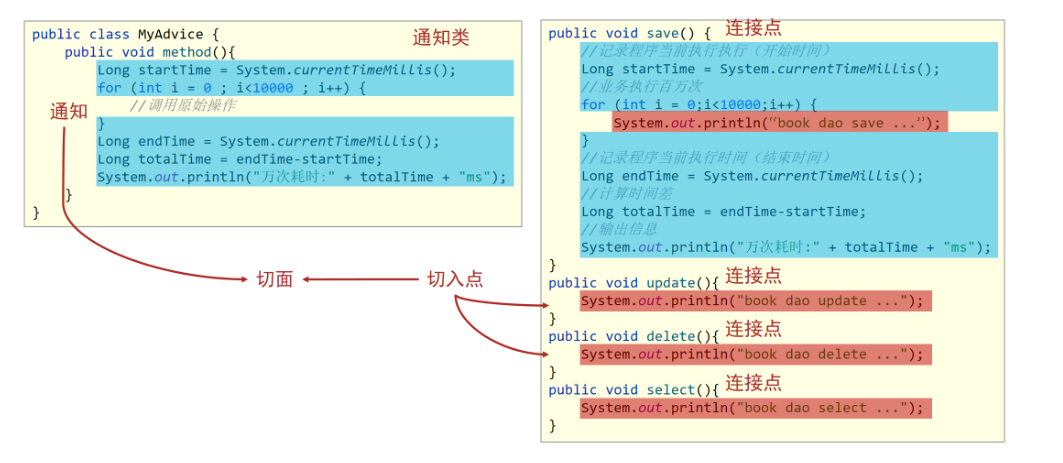 public class MyAdvice {
通知类
public void method(){
Long startTime = System.currentTimeMillis();
for (int i = 0 ; i<10000 ; i++) {
//调用原始操作
通知
}
Long endTime = System.currentTimeMillis();
Long totalTime = endTime-startTime;
System.out.println("万次耗时:" + totalTime + "ms");
}
}
切面
切入点
public void save() {
连接点
//记录程序当前执行执行（开始时间）
Long startTime = System.currentTimeMillis();
//业务执行百万次
for (int i = 0;i<10000;i++) {
System.out.println(“book dao save ...”);
}
//记录程序当前执行时间（结束时间）
Long endTime = System.currentTimeMillis();
//计算时间差
Long totalTime = endTime-startTime;
//输出信息
System.out.println("万次耗时:" + totalTime + "ms");
}
public void update(){
连接点
System.out.println("book dao update ...");
}
public void delete(){
连接点
System.out.println("book dao delete ...");
}
public void select(){
连接点
System.out.println("book dao select ...");
}